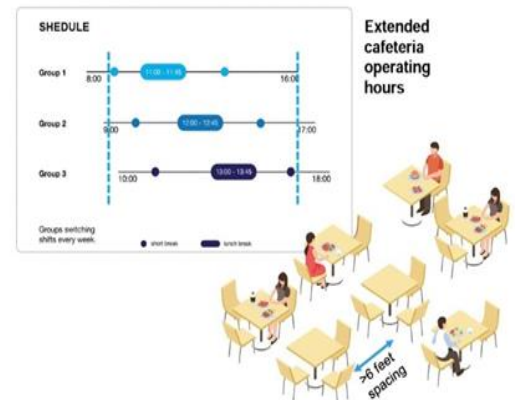 SHEDULE
Extended
cafeteria
operating
hours
Group 1
8:00
11:00 - 11:45
16:00
Group 2
9:00
12:00 - 12:45
17:00
Group 3
10:00
13:00 - 13:45
18:00
Groups switching
shifts every week.
short break
lunch break
>6 feet
spacing